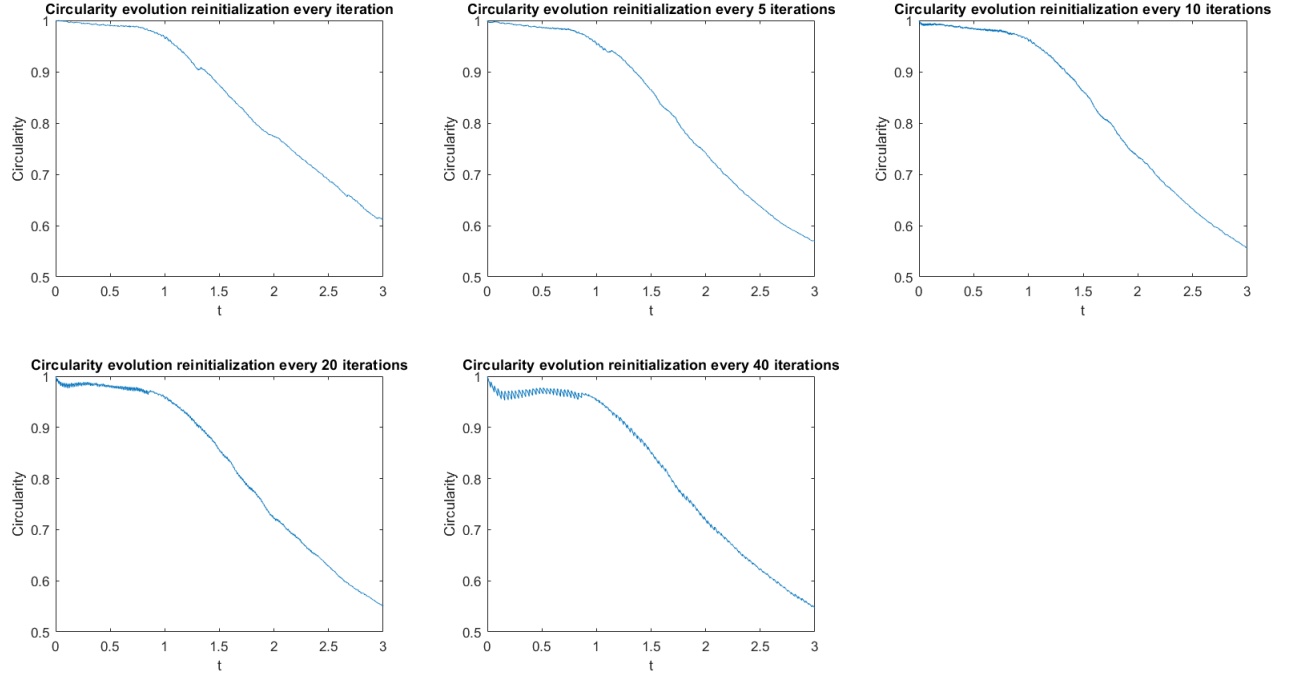 Circularity evolution reinitialization every iteration
1
0.9
0.8
0.7
0.6
0.5
Circularity
0 0.5 1 1.5 2 2.5 3
t
Circularity evolution reinitialization every 5 iterations
1
0.9
0.8
0.7
0.6
0.5
Circularity
0 0.5 1 1.5 2 2.5 3
t
Circularity evolution reinitialization every 10 iterations
1
0.9
0.8
0.7
0.6
0.5
Circularity
0 0.5 1 1.5 2 2.5 3
t
Circularity evolution reinitialization every 20 iterations
1
0.9
0.8
0.7
0.6
0.5
Circularity
0 0.5 1 1.5 2 2.5 3
t
Circularity evolution reinitialization every 40 iterations
1
0.9
0.8
0.7
0.6
0.5
Circularity
0 0.5 1 1.5 2 2.5 3
t